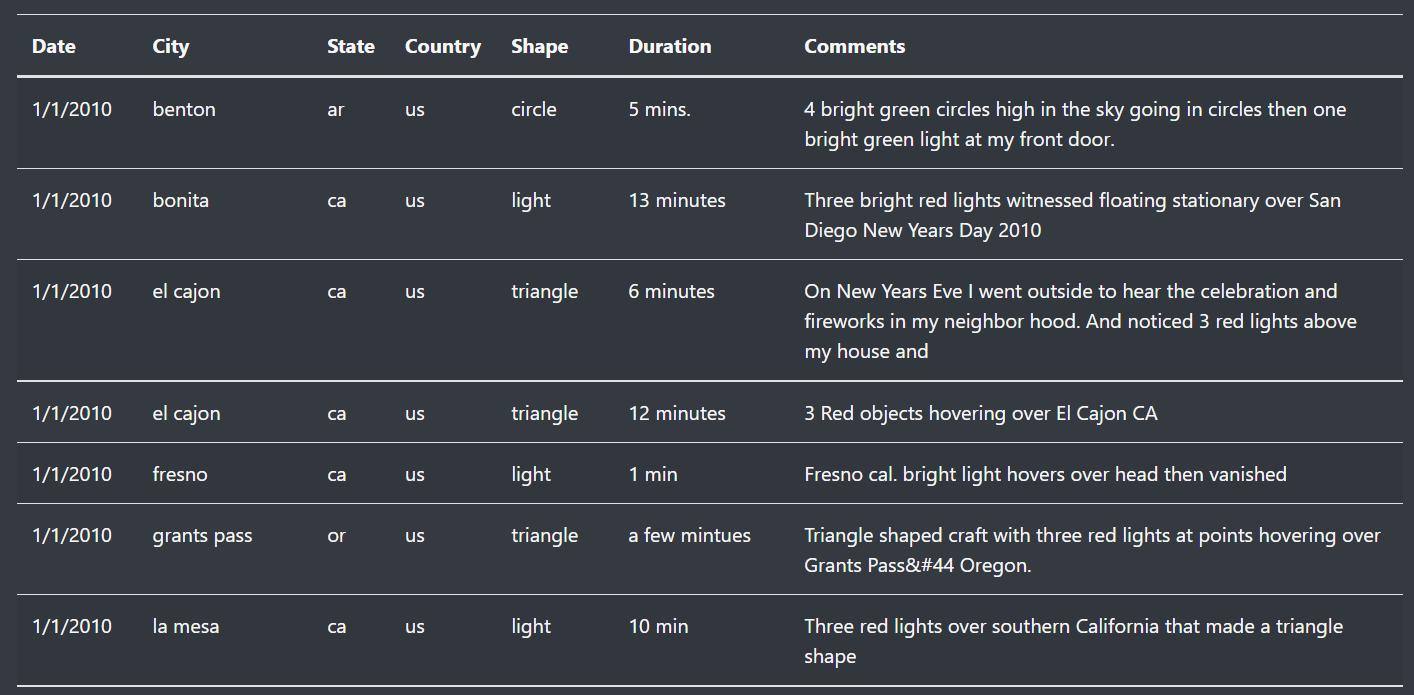 Date City State Country Shape Duration Comments
1/1/2010 benton ar us circle 5 mins. 4 bright green circles high in the sky going in circles then one
bright green light at my front door.
1/1/2010 bonita ca us light 13 minutes Three bright red lights witnessed floating stationary over San
Diego New Years Day 2010
1/1/2010 el cajon ca us triangle 6 minutes On New Years Eve I went outside to hear the celebration and
fireworks in my neighbor hood. And noticed 3 red lights above
my house and
1/1/2010 el cajon ca us triangle 12 minutes 3 Red objects hovering over El Cajon CA
1/1/2010 fresno ca us light 1 min Fresno cal. bright light hovers over head then vanished
1/1/2010 grants pass or us triangle a few mintues Triangle shaped craft with three red lights at points hovering over
Grants Pass&#44 Oregon.
1/1/2010 la mesa ca us light 10 min Three red lights over southern California that made a triangle
shape